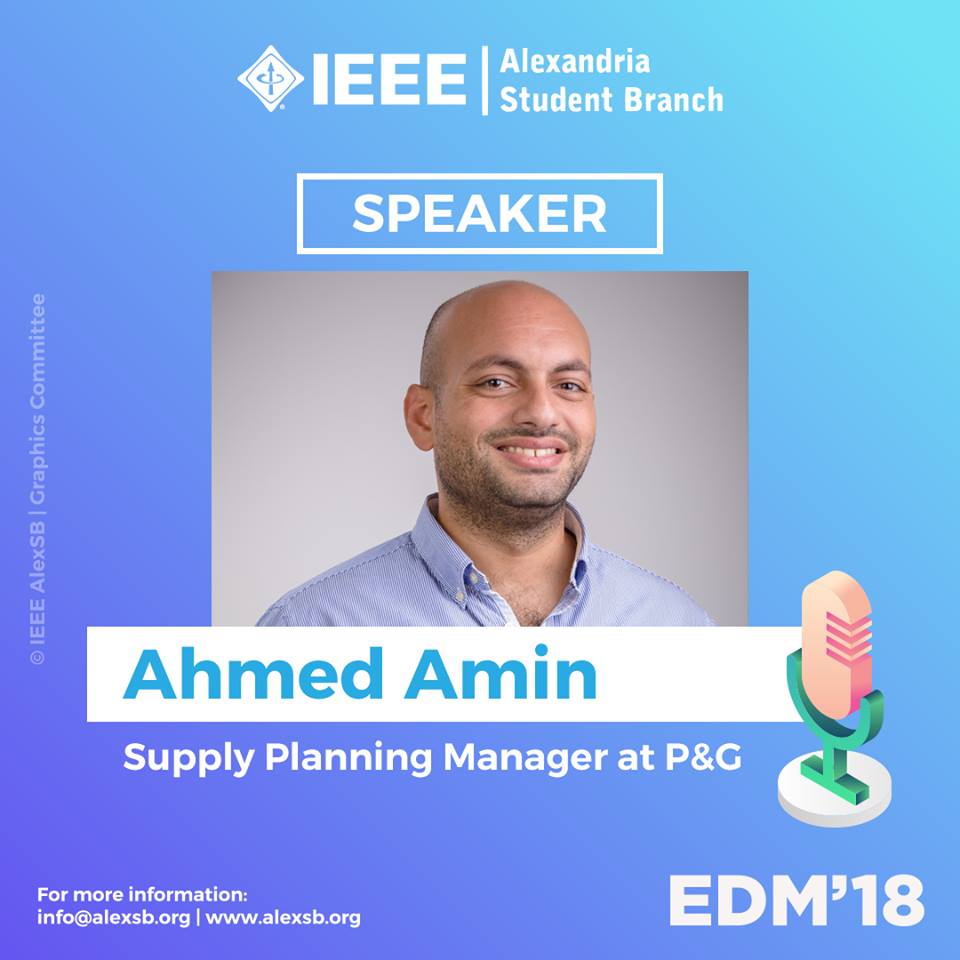 IEEE
Alexandria
Student Branch
SPEAKER
© IEEE AlexSB | Graphics Committee
Ahmed Amin
Supply Planning Manager at P&G
For more information:
info@alexsb.org | www.alexsb.org
EDM’18